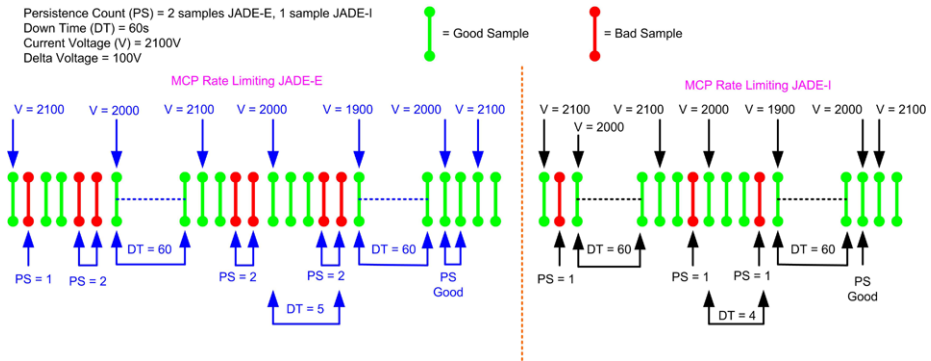 Persistence Count (PS) = 2 samples JADE-E, 1 sample JADE-I
Down Time (DT) = 60s
Current Voltage (V) = 2100V
Delta Voltage = 100V
= Good Sample
= Bad Sample
MCP Rate Limiting JADE-E
V = 2100
V = 2000
V = 2100
V = 2000
V = 1900
V = 2000
V = 2100
PS = 1
PS = 2
DT = 60
PS = 2
PS = 2
DT = 5
DT = 60
PS
Good
MCP Rate Limiting JADE-I
V = 2100
V = 2000
V = 2100
V = 2000
V = 1900
V = 2000
V = 2100
PS = 1
DT = 60
PS = 1
PS = 1
DT = 4
DT = 60
PS
Good